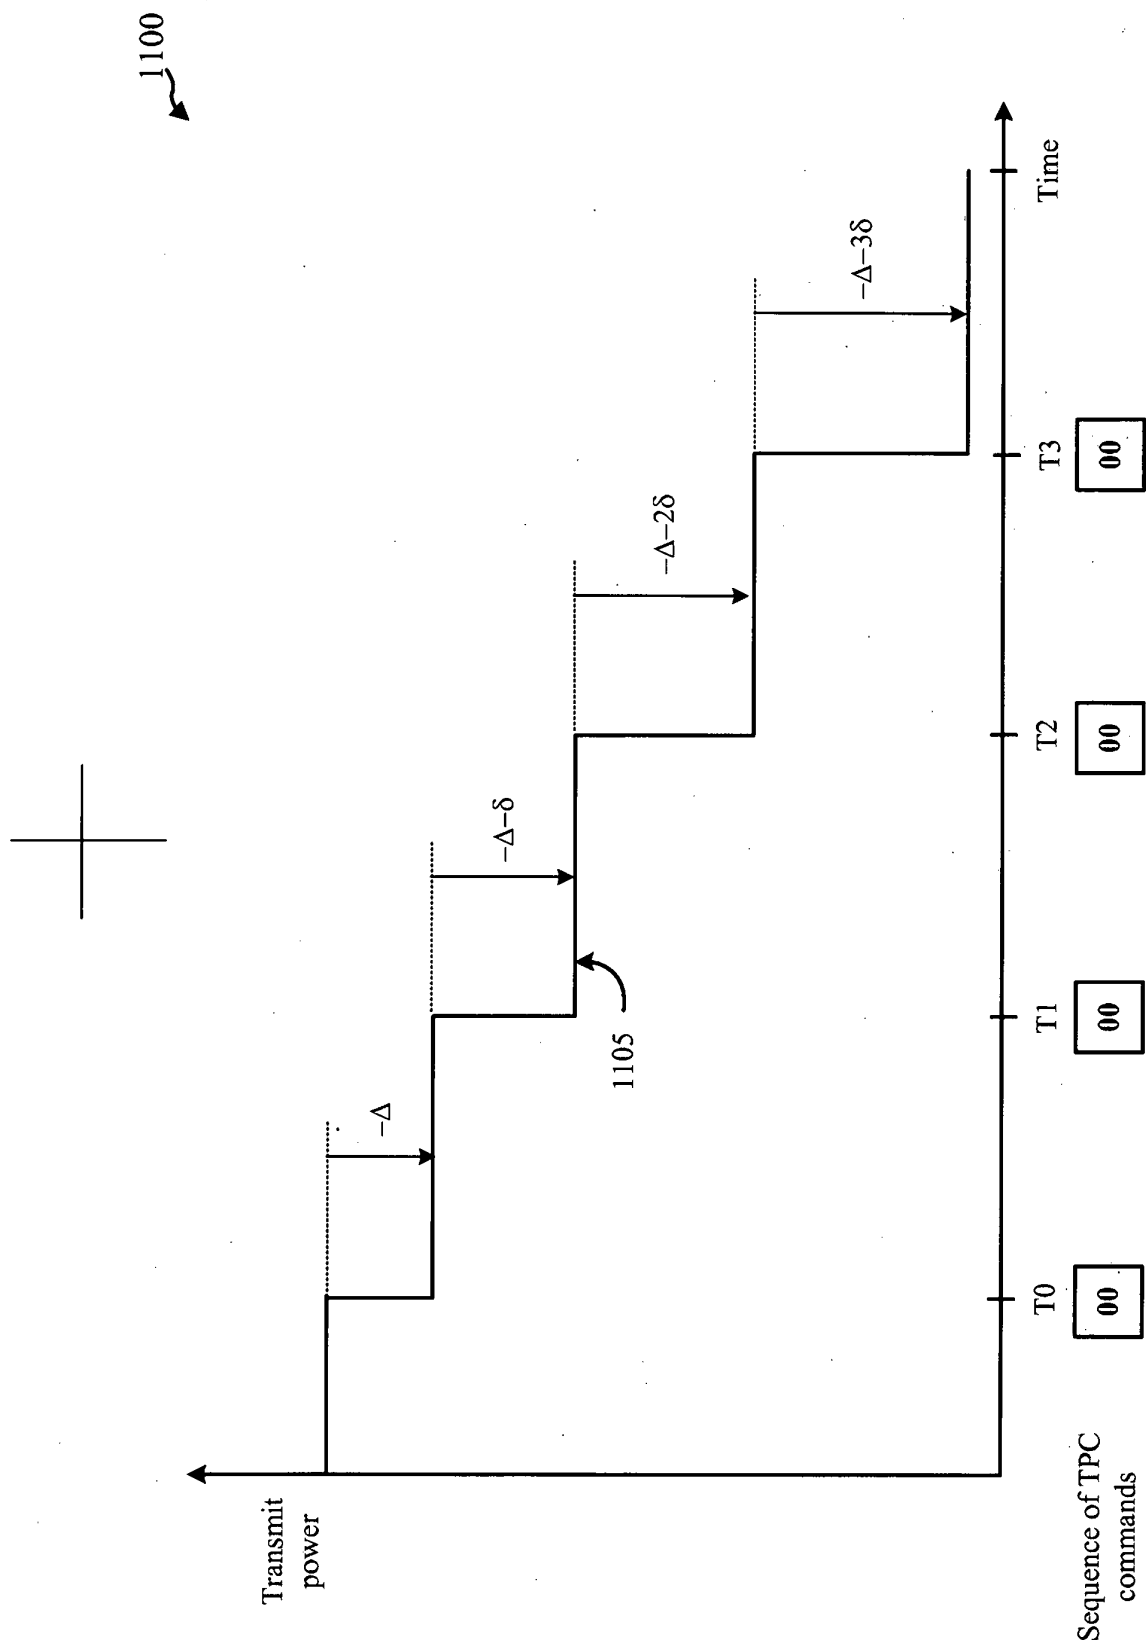 1100
Transmit
power
−Δ
−Δ−δ
−Δ−2δ
−Δ−3δ
1105
T0
T1
T2
T3
Time
Sequence of TPC
commands
00
00
00
00